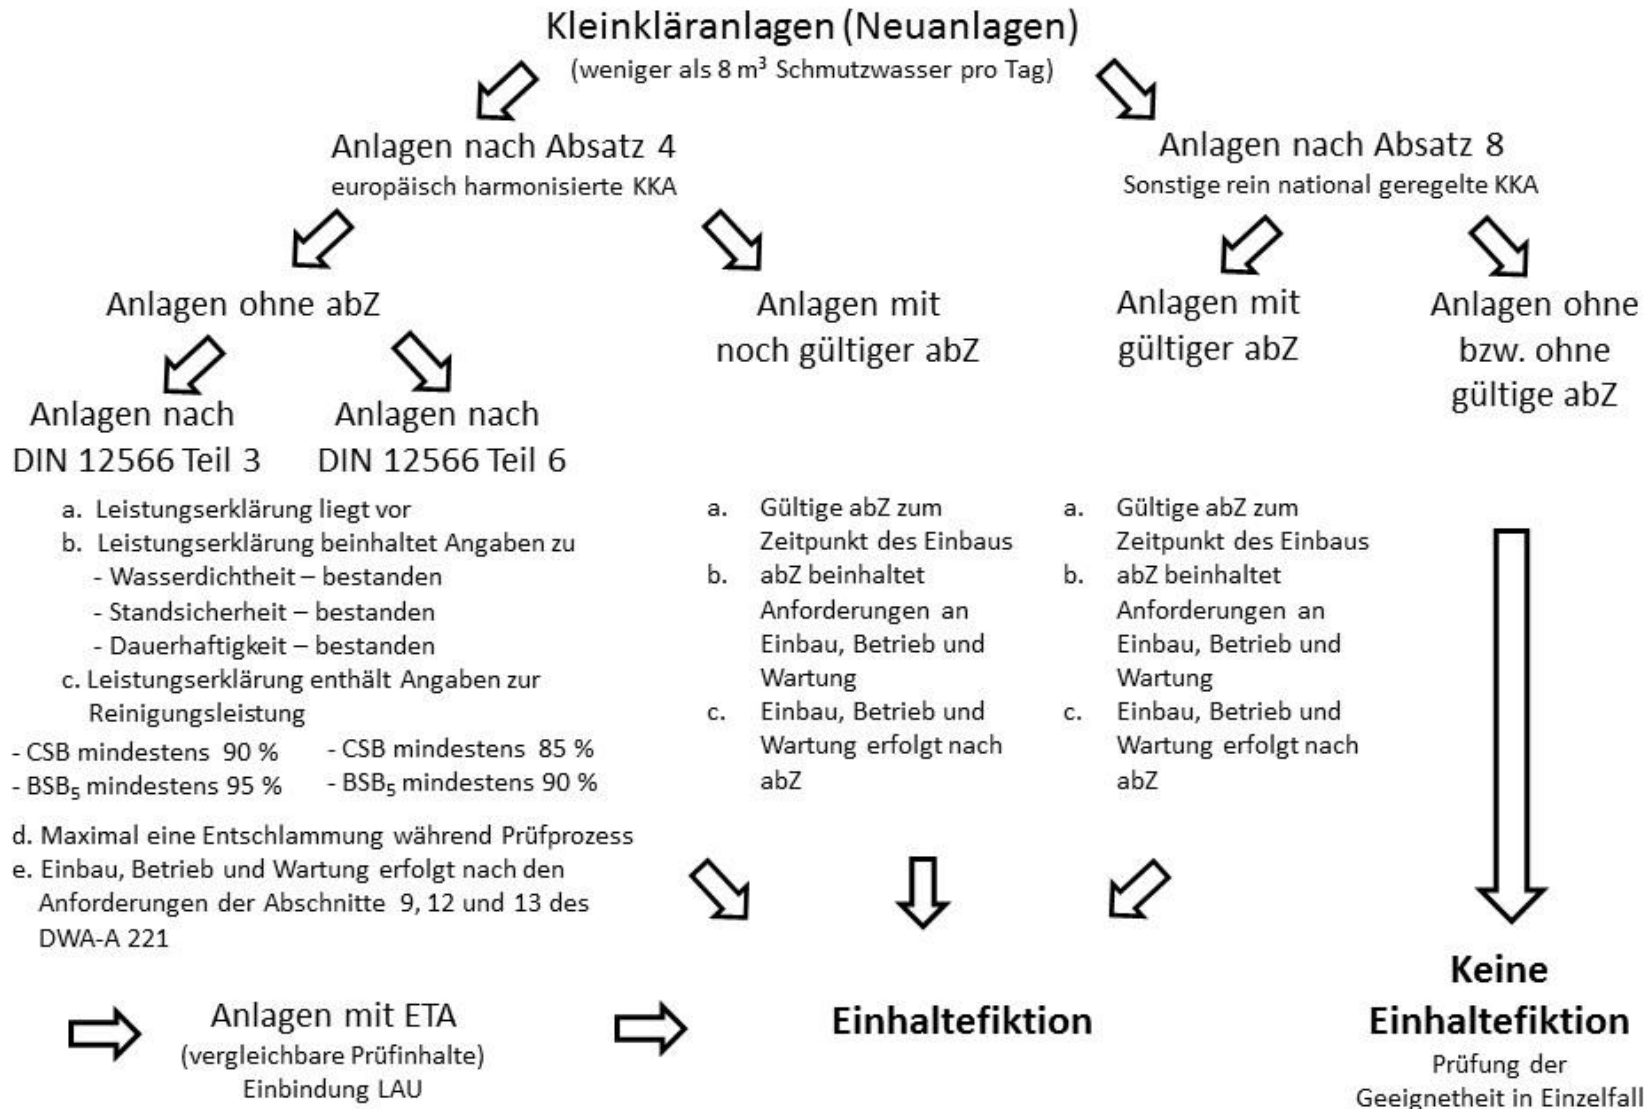 Kleinkläranlagen (Neuanlagen)
(weniger als 8 m³ Schmutzwasser pro Tag)
Anlagen nach Absatz 4
europäisch harmonisierte KKA
Anlagen nach Absatz 8
Sonstige rein national geregelte KKA
Anlagen ohne abZ
Anlagen mit
noch gültiger abZ
Anlagen mit
gültiger abZ
Anlagen ohne
bzw. ohne
gültige abZ
Anlagen nach
DIN 12566 Teil 3
Anlagen nach
DIN 12566 Teil 6
a. Leistungserklärung liegt vor
b. Leistungserklärung beinhaltet Angaben zu
- Wasserdichtheit – bestanden
- Standsicherheit – bestanden
- Dauerhaftigkeit – bestanden
c. Leistungserklärung enthält Angaben zur
Reinigungsleistung
- CSB mindestens 90 %
- BSB₅ mindestens 95 %
- CSB mindestens 85 %
- BSB₅ mindestens 90 %
d. Maximal eine Entschlammung während Prüfprozess
e. Einbau, Betrieb und Wartung erfolgt nach den
Anforderungen der Abschnitte 9, 12 und 13 des
DWA-A 221
a. Gültige abZ zum
Zeitpunkt des Einbaus
b. abZ beinhaltet
Anforderungen an
Einbau, Betrieb und
Wartung
c. Einbau, Betrieb und
Wartung erfolgt nach
abZ
a. Gültige abZ zum
Zeitpunkt des Einbaus
b. abZ beinhaltet
Anforderungen an
Einbau, Betrieb und
Wartung
c. Einbau, Betrieb und
Wartung erfolgt nach
abZ
Anlagen mit ETA
(vergleichbare Prüfinhalte)
Einbindung LAU
Einhaltefiktion
Keine
Einhaltefiktion
Prüfung der
Geeignetheit in Einzelfall